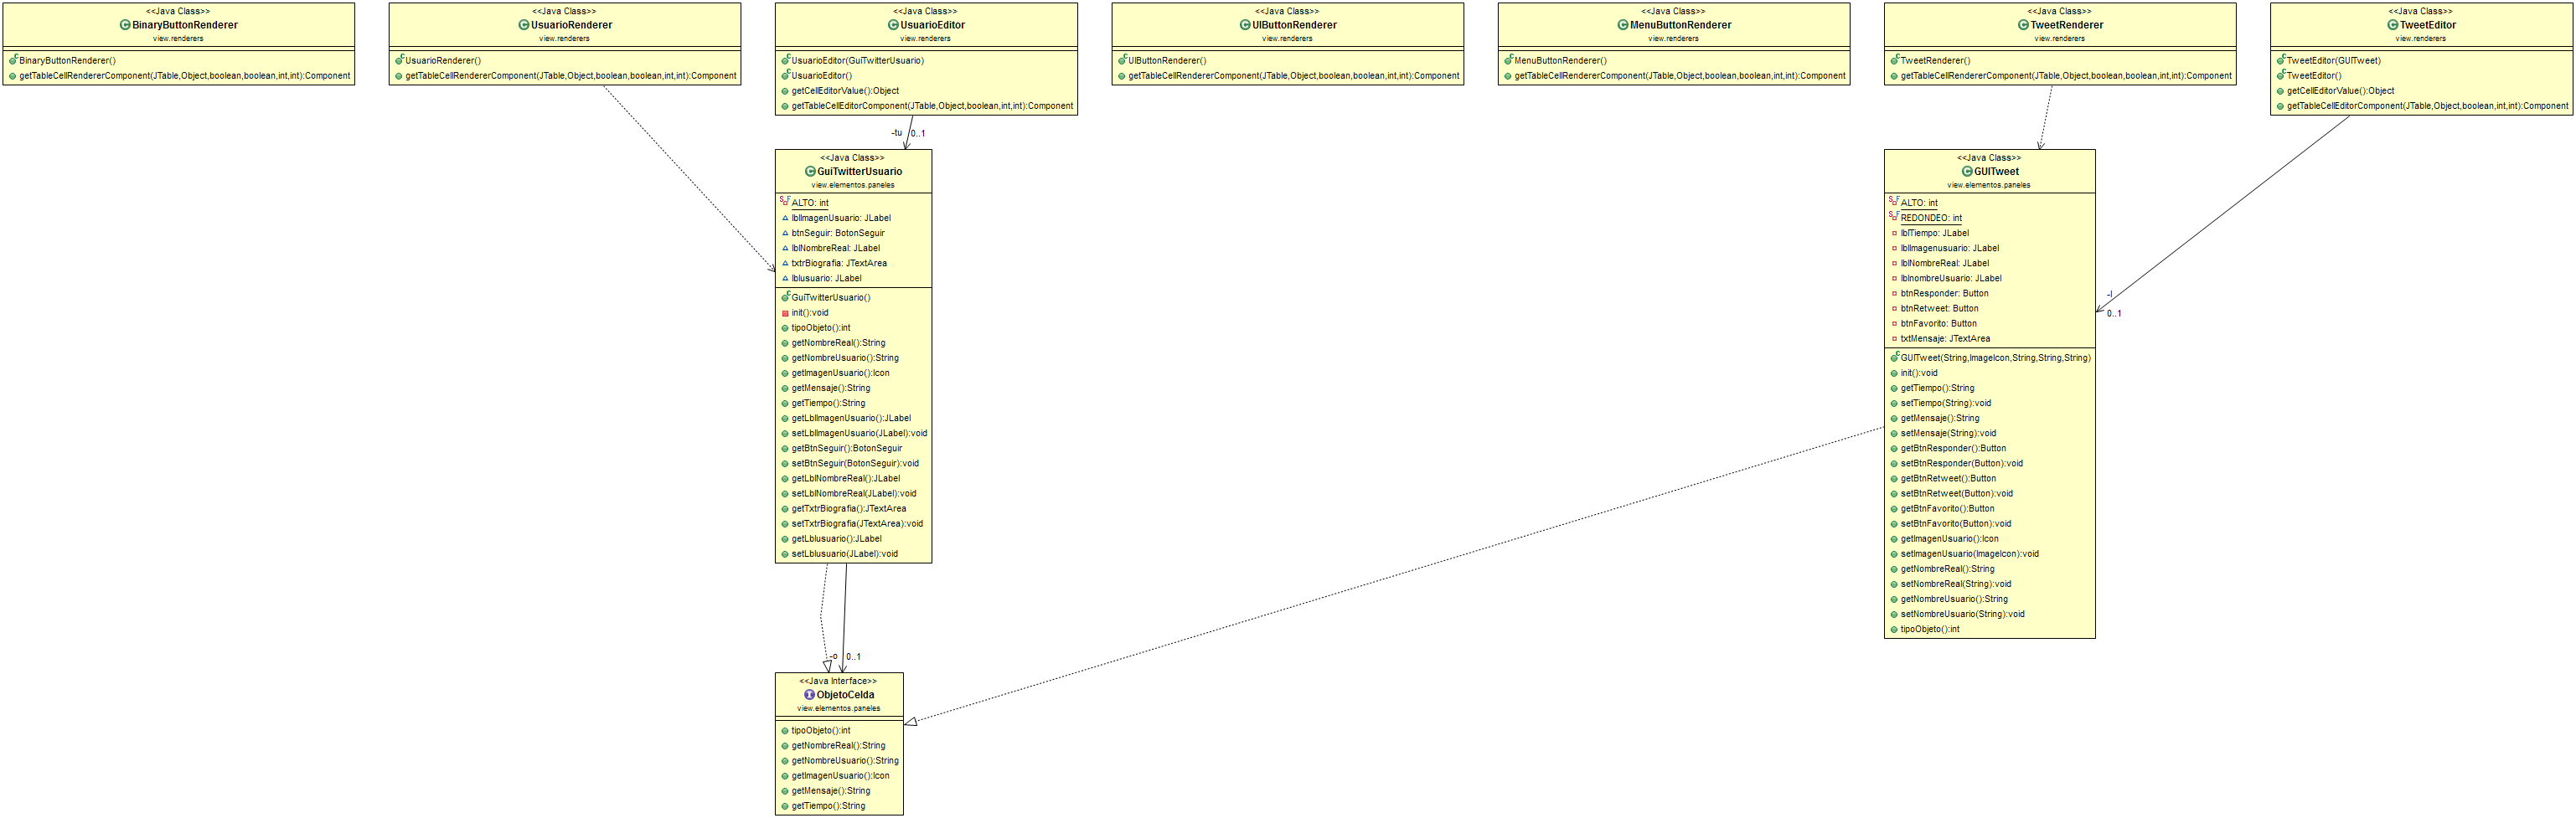 <<Java Class>>
BinaryButtonRenderer
view.renderers
BinaryButtonRenderer()
getTableCellRendererComponent(JTable,Object,boolean,boolean,int,int):Component
<<Java Class>>
UsuarioRenderer
view.renderers
UsuarioRenderer()
getTableCellRendererComponent(JTable,Object,boolean,boolean,int,int):Component
<<Java Class>>
UsuarioEditor
view.renderers
UsuarioEditor(GuiTwitterUsuario)
UsuarioEditor()
getCellEditorValue():Object
getTableCellEditorComponent(JTable,Object,boolean,int,int):Component
<<Java Class>>
UIButtonRenderer
view.renderers
UIButtonRenderer()
getTableCellRendererComponent(JTable,Object,boolean,boolean,int,int):Component
<<Java Class>>
MenuButtonRenderer
view.renderers
MenuButtonRenderer()
getTableCellRendererComponent(JTable,Object,boolean,boolean,int,int):Component
<<Java Class>>
TweetRenderer
view.renderers
TweetRenderer()
getTableCellRendererComponent(JTable,Object,boolean,boolean,int,int):Component
<<Java Class>>
TweetEditor
view.renderers
TweetEditor(GUITweet)
TweetEditor()
getCellEditorValue():Object
getTableCellEditorComponent(JTable,Object,boolean,int,int):Component
-tu 0..1
<<Java Class>>
GuiTwitterUsuario
view.elementos.paneles
ALTO: int
lblImagenUsuario: JLabel
btnSeguir: BotonSeguir
lblNombreReal: JLabel
txtrBiografia: JTextArea
lblusuario: JLabel
GuiTwitterUsuario()
init():void
tipoObjeto():int
getNombreReal():String
getNombreUsuario():String
getImagenUsuario():Icon
getMensaje():String
getTiempo():String
getLblImagenUsuario():JLabel
setLblImagenUsuario(JLabel):void
getBtnSeguir():BotonSeguir
setBtnSeguir(BotonSeguir):void
getLblNombreReal():JLabel
setLblNombreReal(JLabel):void
getTxtrBiografia():JTextArea
setTxtrBiografia(JTextArea):void
getLblusuario():JLabel
setLblusuario(JLabel):void
<<Java Class>>
GUITweet
view.elementos.paneles
ALTO: int
REDONDEO: int
lblTiempo: JLabel
lblImagenusuario: JLabel
lblNombreReal: JLabel
lblnombreUsuario: JLabel
btnResponder: Button
btnRetweet: Button
btnFavorito: Button
txtMensaje: JTextArea
GUITweet(String,ImageIcon,String,String,String)
init():void
getTiempo():String
setTiempo(String):void
getMensaje():String
setMensaje(String):void
getBtnResponder():Button
setBtnResponder(Button):void
getBtnRetweet():Button
setBtnRetweet(Button):void
getBtnFavorito():Button
setBtnFavorito(Button):void
getImagenUsuario():Icon
setImagenUsuario(ImageIcon):void
getNombreReal():String
setNombreReal(String):void
getNombreUsuario():String
setNombreUsuario(String):void
tipoObjeto():int
-l
0..1
-o 0..1
<<Java Interface>>
ObjetoCelda
view.elementos.paneles
tipoObjeto():int
getNombreReal():String
getNombreUsuario():String
getImagenUsuario():Icon
getMensaje():String
getTiempo():String